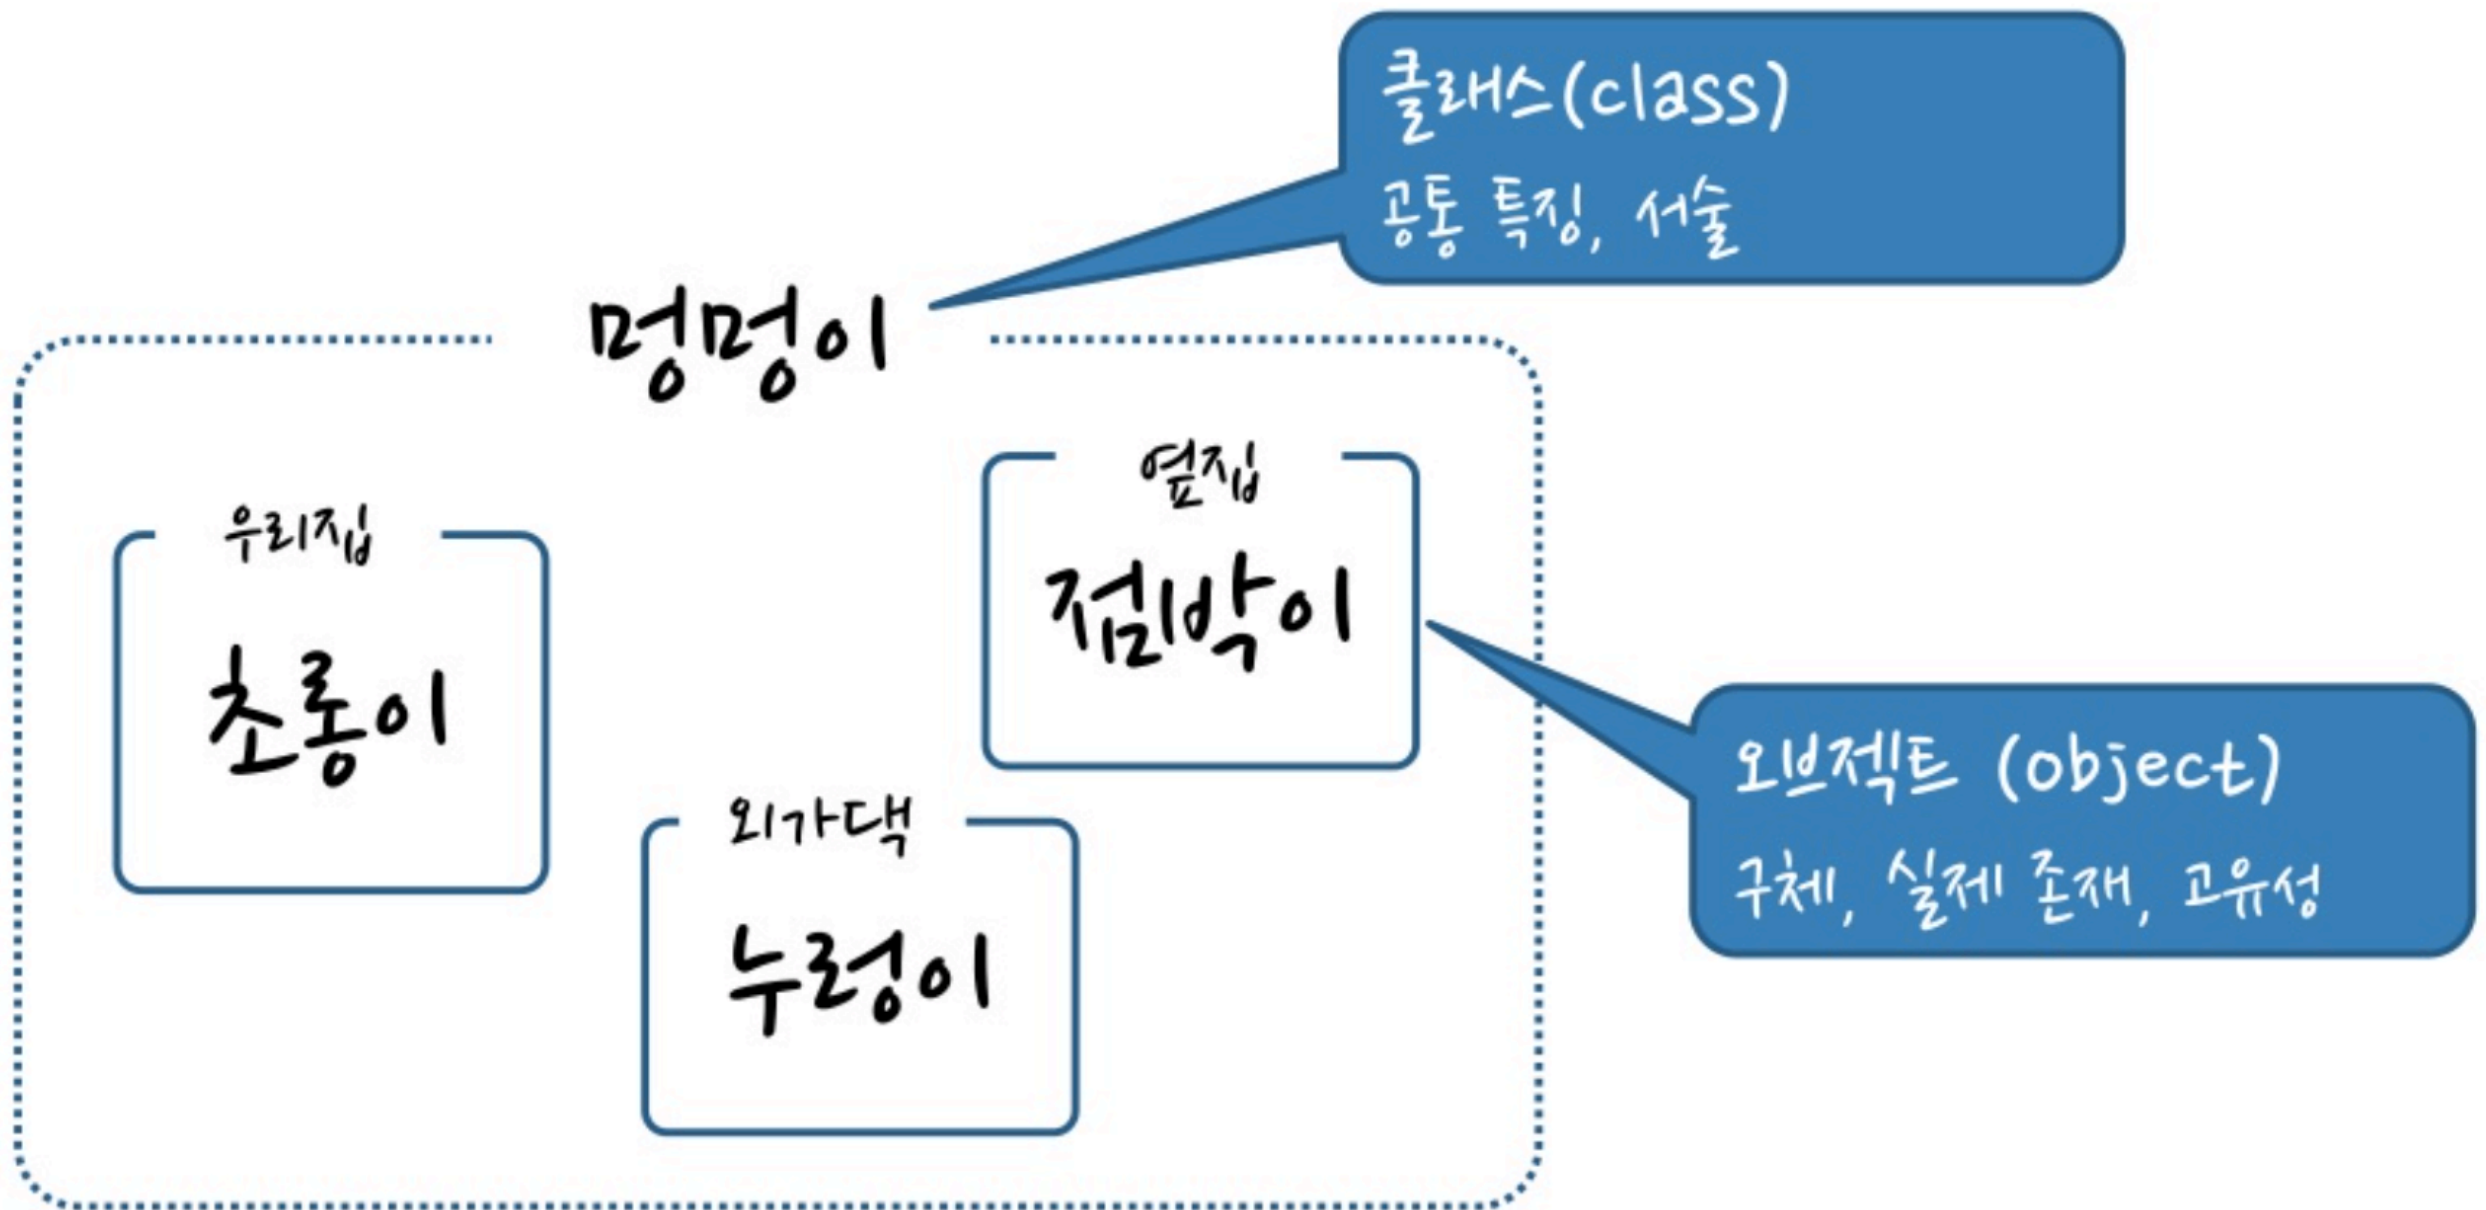 클래스(class)
공통 특징, 서술
멍멍이
우리집
초롱이
옆집
점박이
외가댁
누렁이
오브젝트 (object)
구체, 실제 존재, 고유성